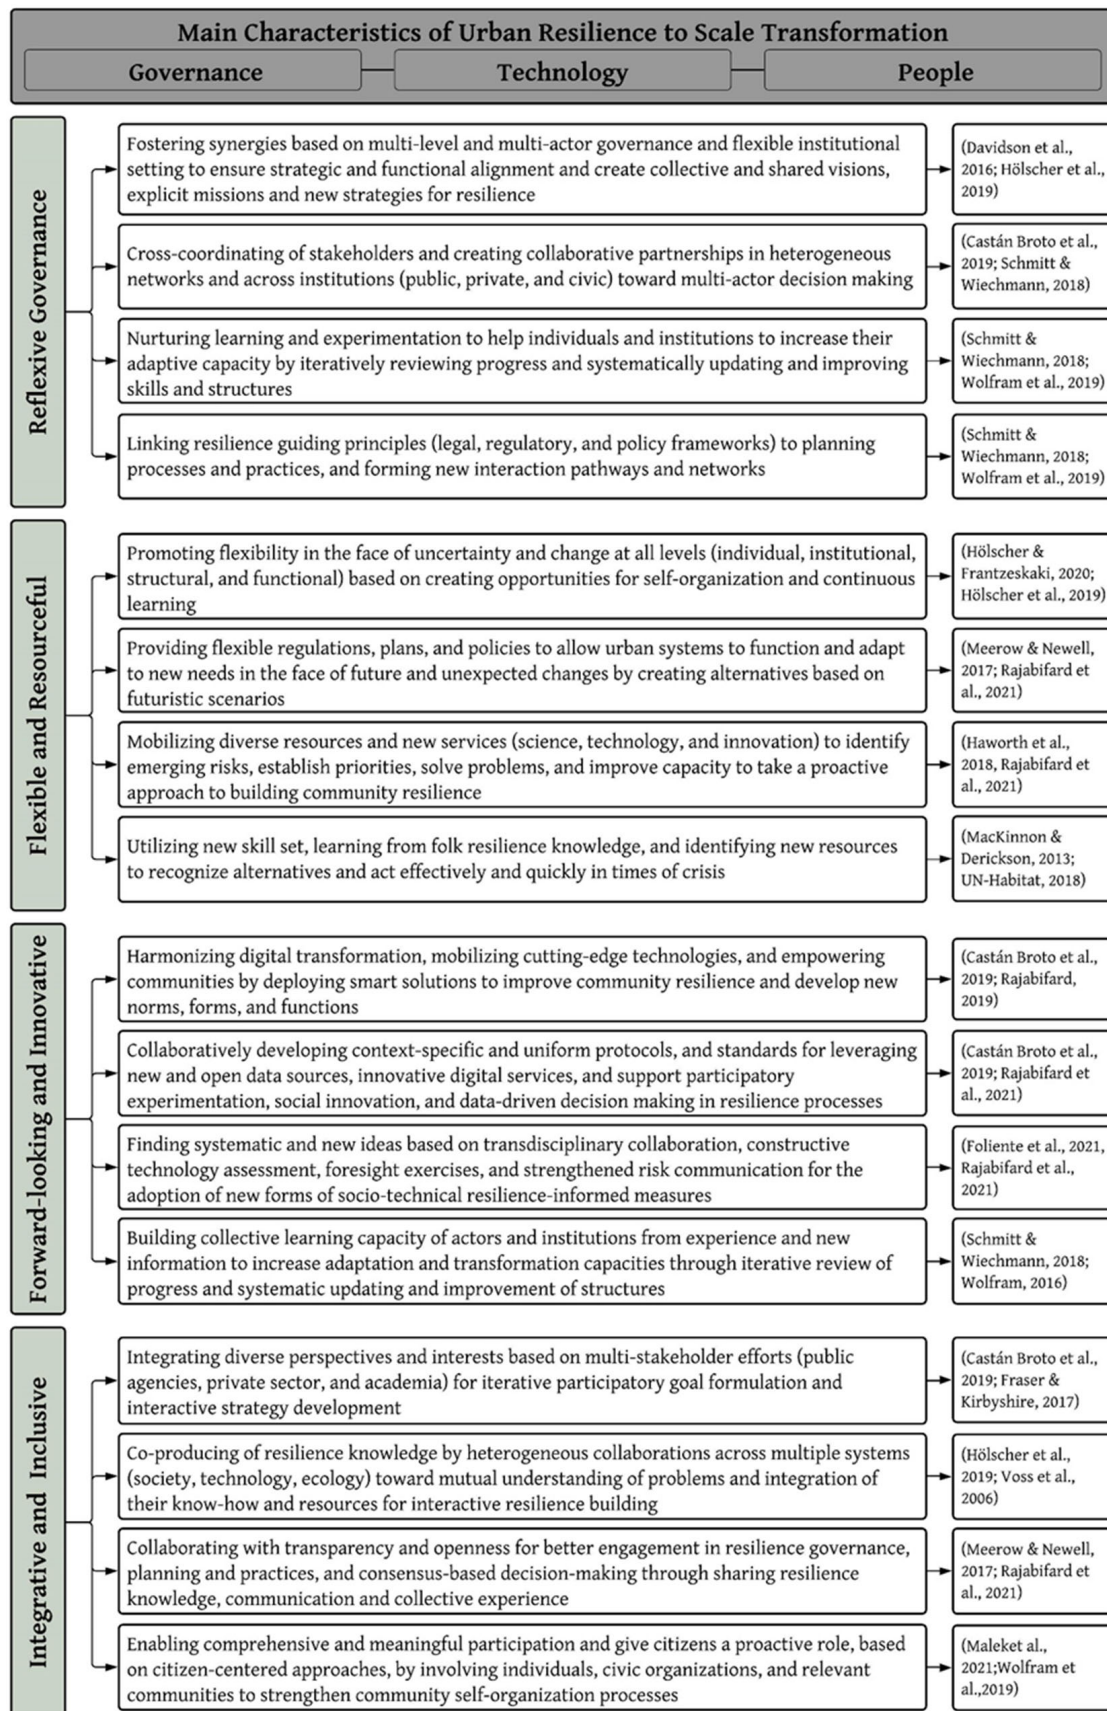 Main Characteristics of Urban Resilience to Scale Transformation
Governance
Technology
People
Reflexive Governance
Fostering synergies based on multi-level and multi-actor governance and flexible institutional
setting to ensure strategic and functional alignment and create collective and shared visions,
explicit missions and new strategies for resilience
(Davidson et al.,
2016; Hölscher et al.,
2019)
Cross-coordinating of stakeholders and creating collaborative partnerships in heterogeneous
networks and across institutions (public, private, and civic) toward multi-actor decision making
(Castán Broto et al.,
2019; Schmitt &
Wiechmann, 2018)
Nurturing learning and experimentation to help individuals and institutions to increase their
adaptive capacity by iteratively reviewing progress and systematically updating and improving
skills and structures
(Schmitt &
Wiechmann, 2018;
Wolfram et al., 2019)
Linking resilience guiding principles (legal, regulatory, and policy frameworks) to planning
processes and practices, and forming new interaction pathways and networks
(Schmitt &
Wiechmann, 2018;
Wolfram et al., 2019)
Flexible and Resourceful
Promoting flexibility in the face of uncertainty and change at all levels (individual, institutional,
structural, and functional) based on creating opportunities for self-organization and continuous
learning
(Hölscher &
Frantzeskaki, 2020;
Hölscher et al., 2019)
Providing flexible regulations, plans, and policies to allow urban systems to function and adapt
to new needs in the face of future and unexpected changes by creating alternatives based on
futuristic scenarios
(Meerow & Newell,
2017; Rajabifard et
al., 2021)
Mobilizing diverse resources and new services (science, technology, and innovation) to identify
emerging risks, establish priorities, solve problems, and improve capacity to take a proactive
approach to building community resilience
(Haworth et al.,
2018, Rajabifard et
al., 2021)
Utilizing new skill set, learning from folk resilience knowledge, and identifying new resources
to recognize alternatives and act effectively and quickly in times of crisis
(MacKinnon &
Derickson, 2013;
UN-Habitat, 2018)
Forward-looking and Innovative
Harmonizing digital transformation, mobilizing cutting-edge technologies, and empowering
communities by deploying smart solutions to improve community resilience and develop new
norms, forms, and functions
(Castán Broto et al.,
2019; Rajabifard,
2019)
Collaboratively developing context-specific and uniform protocols, and standards for leveraging
new and open data sources, innovative digital services, and support participatory
experimentation, social innovation, and data-driven decision making in resilience processes
(Castán Broto et al.,
2019; Rajabifard et
al., 2021)
Finding systematic and new ideas based on transdisciplinary collaboration, constructive
technology assessment, foresight exercises, and strengthened risk communication for the
adoption of new forms of socio-technical resilience-informed measures
(Foliente et al., 2021,
Rajabifard et al.,
2021)
Building collective learning capacity of actors and institutions from experience and new
information to increase adaptation and transformation capacities through iterative review of
progress and systematic updating and improvement of structures
(Schmitt &
Wiechmann, 2018;
Wolfram, 2016)
Integrative and Inclusive
Integrating diverse perspectives and interests based on multi-stakeholder efforts (public
agencies, private sector, and academia) for iterative participatory goal formulation and
interactive strategy development
(Castán Broto et al.,
2019; Fraser &
Kirbyshire, 2017)
Co-producing of resilience knowledge by heterogeneous collaborations across multiple systems
(society, technology, ecology) toward mutual understanding of problems and integration of
their know-how and resources for interactive resilience building
(Hölscher et al.,
2019; Voss et al.,
2006)
Collaborating with transparency and openness for better engagement in resilience governance,
planning and practices, and consensus-based decision-making through sharing resilience
knowledge, communication and collective experience
(Meerow & Newell,
2017; Rajabifard et
al., 2021)
Enabling comprehensive and meaningful participation and give citizens a proactive role, based
on citizen-centered approaches, by involving individuals, civic organizations, and relevant
communities to strengthen community self-organization processes
(Maleket al.,
2021;Wolfram et
al.,2019)